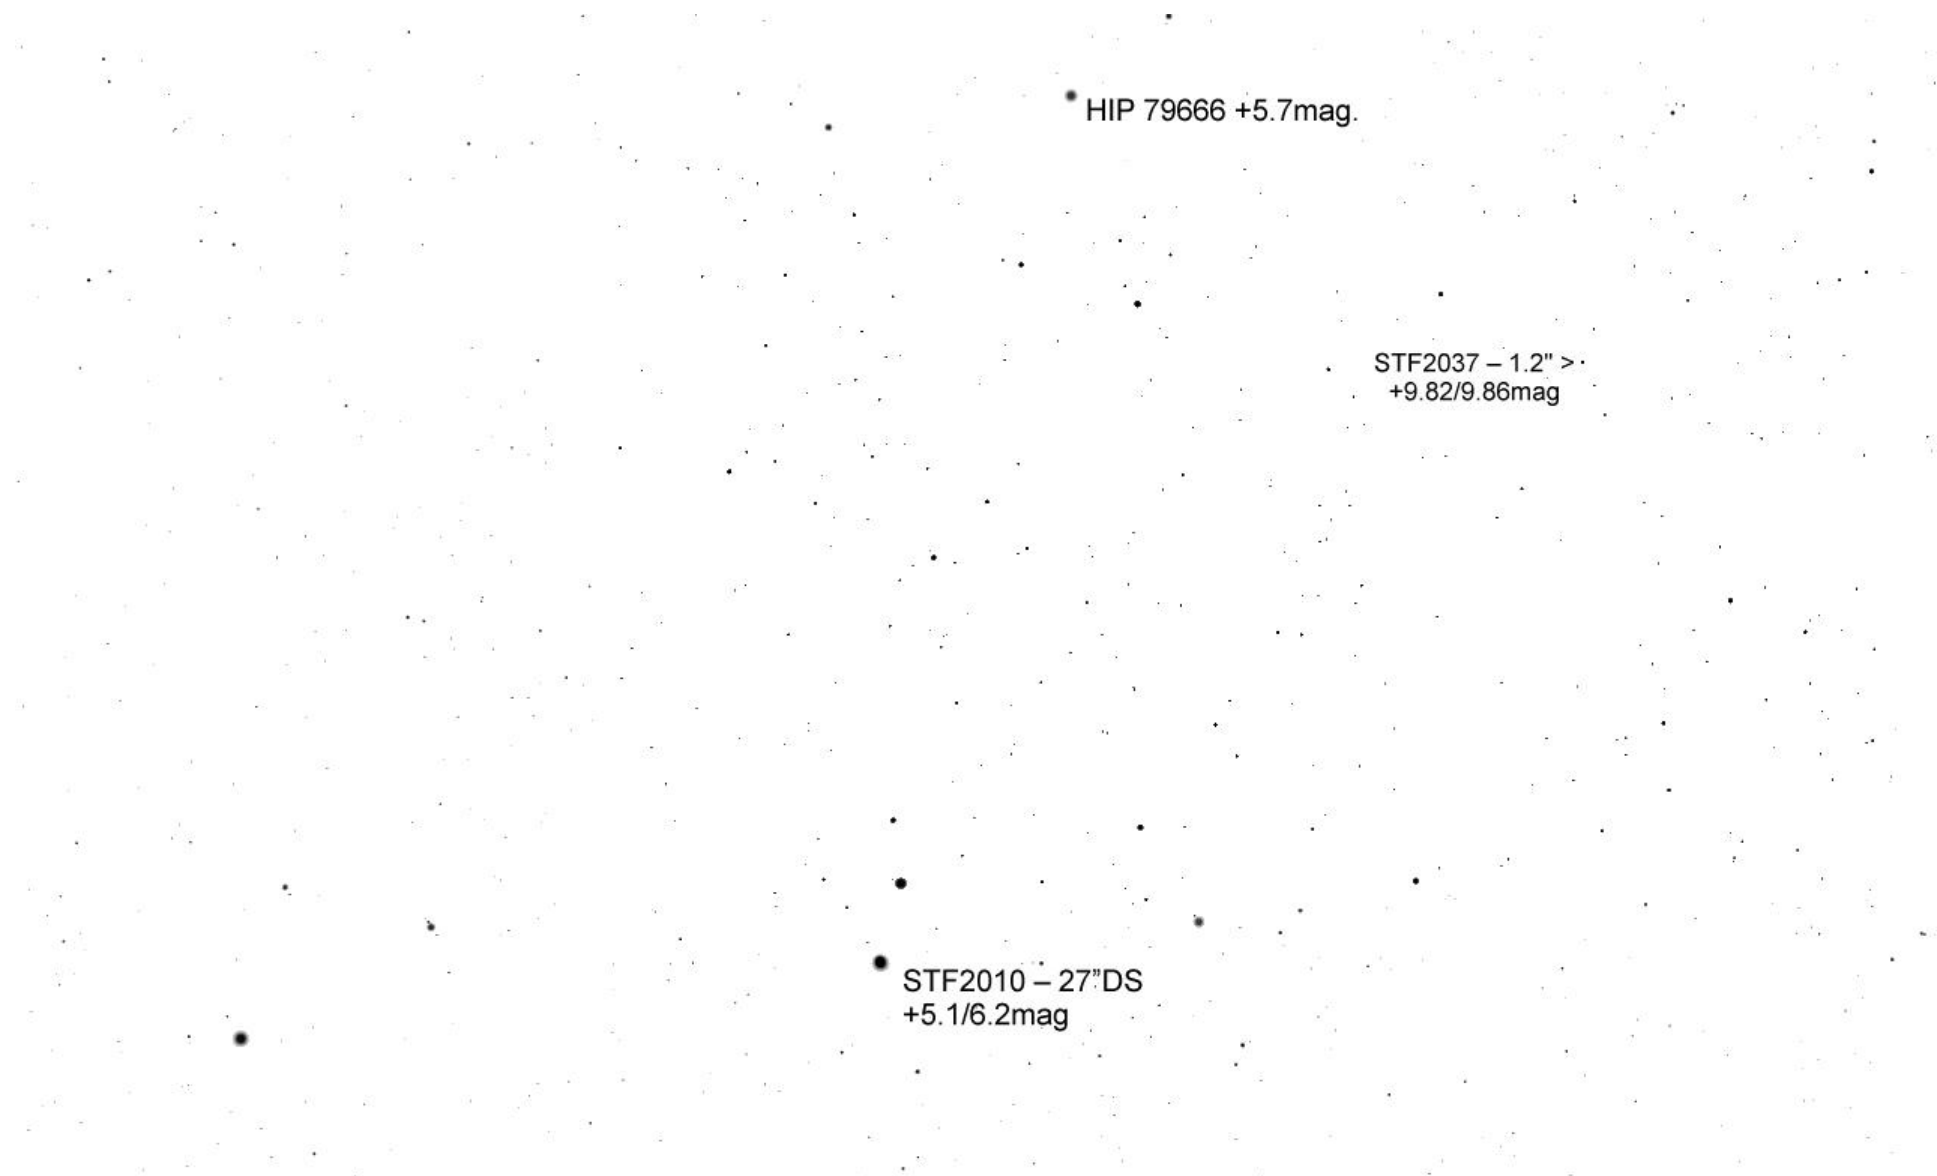 HIP 79666 +5.7mag.
STF2037 – 1.2" >
+9.82/9.86mag
STF2010 – 27”DS
+5.1/6.2mag